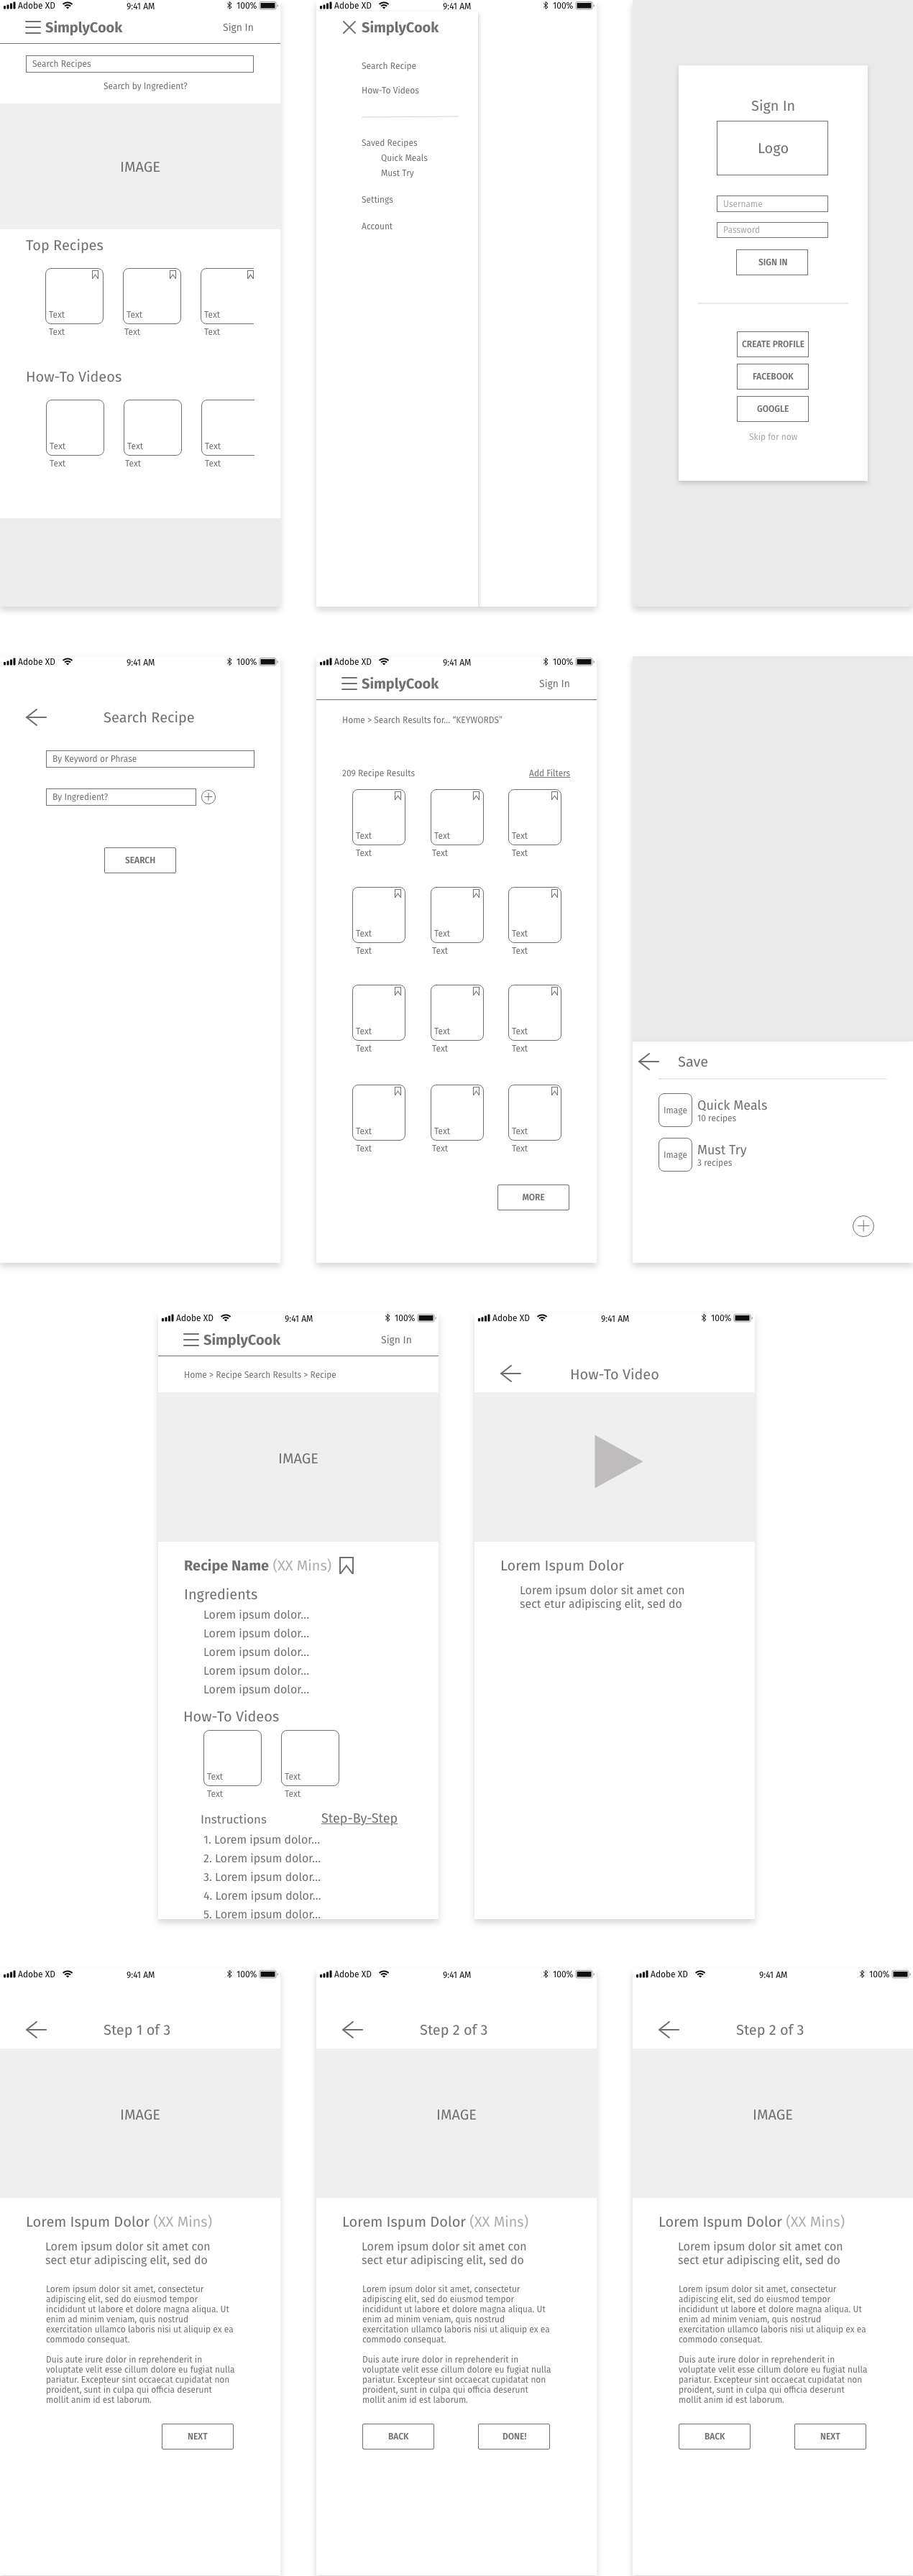 Adobe XD 9:41 AM 100%
SimplyCook Sign In
Search Recipes
Search by Ingredient?
IMAGE
Top Recipes
Text Text Text
Text Text Text
How-To Videos
Text Text Text
Text Text Text
Adobe XD 9:41 AM 100%
SimplyCook
Search Recipe
How-To Videos
Saved Recipes
Quick Meals
Must Try
Settings
Account
Sign In
Logo
Username
Password
SIGN IN
CREATE PROFILE
FACEBOOK
GOOGLE
Skip for now
Adobe XD 9:41 AM 100%
Search Recipe
By Keyword or Phrase
By Ingredient?
SEARCH
Adobe XD 9:41 AM 100%
SimplyCook Sign In
Home > Search Results for... “KEYWORDS”
209 Recipe Results Add Filters
Text Text Text
Text Text Text
Text Text Text
Text Text Text
Text Text Text
Text Text Text
Text Text Text
Text Text Text
MORE
Save
Image Quick Meals
10 recipes
Image Must Try
3 recipes
Adobe XD 9:41 AM 100%
SimplyCook Sign In
Home > Recipe Search Results > Recipe
IMAGE
Recipe Name (XX Mins)
Ingredients
Lorem ipsum dolor...
Lorem ipsum dolor...
Lorem ipsum dolor...
Lorem ipsum dolor...
Lorem ipsum dolor...
How-To Videos
Text Text
Text Text
Instructions Step-By-Step
1. Lorem ipsum dolor...
2. Lorem ipsum dolor...
3. Lorem ipsum dolor...
4. Lorem ipsum dolor...
5. Lorem ipsum dolor...
Adobe XD 9:41 AM 100%
How-To Video
Lorem Ispum Dolor
Lorem ipsum dolor sit amet con
sect etur adipiscing elit, sed do
Adobe XD 9:41 AM 100%
Step 1 of 3
IMAGE
Lorem Ispum Dolor (XX Mins)
Lorem ipsum dolor sit amet con
sect etur adipiscing elit, sed do
Lorem ipsum dolor sit amet, consectetur
adipiscing elit, sed do eiusmod tempor
incididunt ut labore et dolore magna aliqua. Ut
enim ad minim veniam, quis nostrud
exercitation ullamco laboris nisi ut aliquip ex ea
commodo consequat.
Duis aute irure dolor in reprehenderit in
voluptate velit esse cillum dolore eu fugiat nulla
pariatur. Excepteur sint occaecat cupidatat non
proident, sunt in culpa qui officia deserunt
mollit anim id est laborum.
NEXT
Adobe XD 9:41 AM 100%
Step 2 of 3
IMAGE
Lorem Ispum Dolor (XX Mins)
Lorem ipsum dolor sit amet con
sect etur adipiscing elit, sed do
Lorem ipsum dolor sit amet, consectetur
adipiscing elit, sed do eiusmod tempor
incididunt ut labore et dolore magna aliqua. Ut
enim ad minim veniam, quis nostrud
exercitation ullamco laboris nisi ut aliquip ex ea
commodo consequat.
Duis aute irure dolor in reprehenderit in
voluptate velit esse cillum dolore eu fugiat nulla
pariatur. Excepteur sint occaecat cupidatat non
proident, sunt in culpa qui officia deserunt
mollit anim id est laborum.
BACK DONE!
Adobe XD 9:41 AM 100%
Step 2 of 3
IMAGE
Lorem Ispum Dolor (XX Mins)
Lorem ipsum dolor sit amet con
sect etur adipiscing elit, sed do
Lorem ipsum dolor sit amet, consectetur
adipiscing elit, sed do eiusmod tempor
incididunt ut labore et dolore magna aliqua. Ut
enim ad minim veniam, quis nostrud
exercitation ullamco laboris nisi ut aliquip ex ea
commodo consequat.
Duis aute irure dolor in reprehenderit in
voluptate velit esse cillum dolore eu fugiat nulla
pariatur. Excepteur sint occaecat cupidatat non
proident, sunt in culpa qui officia deserunt
mollit anim id est laborum.
BACK NEXT